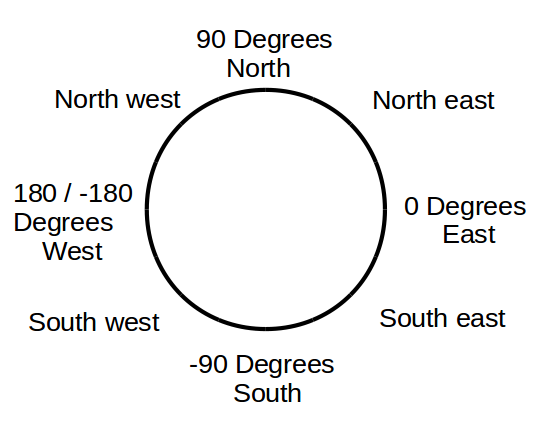 90 Degrees
North
North west
North east
180 / -180
Degrees
West
0 Degrees
East
South west
South east
-90 Degrees
South